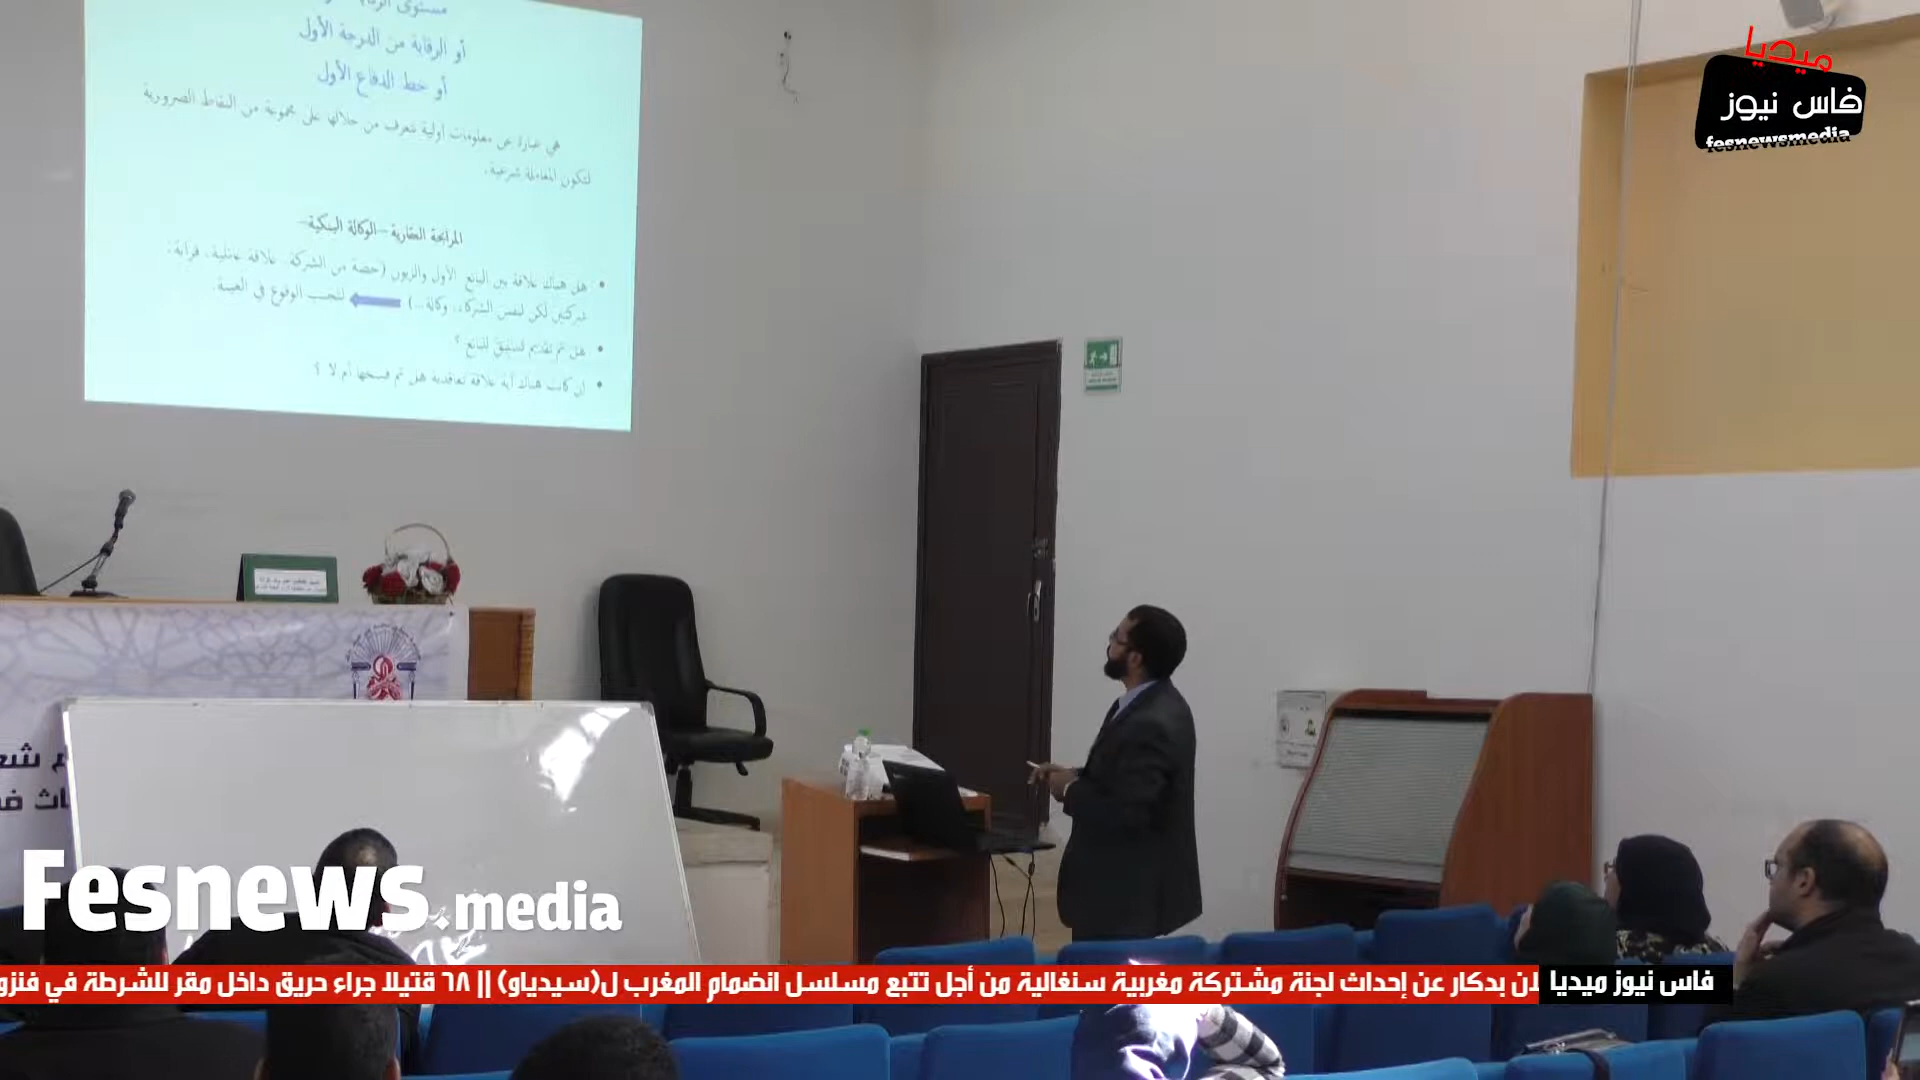 أو الرقابة من الدرجة الأول
أو خط الدفاع الأول
هي عبارة عن معلومات أولية نتعرف من خلالها على مجموعة من النقاط الضرورية
لتكون المعاملة شرعية.
المرابحة العقارية –الوكالة البنكية–
• هل هناك علاقة بين البائع الأول والزبون (حصة من الشركة، علاقة عائلية، قرابة،
شركتين لكن لنفس الشركاء، وكالة...) لتجنب الوقوع في العينة.
• هل تم تقديم تسبيق للبائع ؟
• إن كانت هناك أية علاقة تعاقدية هل تم فسخها أم لا ؟
ميديا
فاس نيوز
fesnewsmedia
Fesnews.media
فاس نيوز ميديا
لان بدكار عن إحداث لجنة مشتركة مغربية سنغالية من أجل تتبع مسلسل انضمام المغرب ل(سيدياو) || ٦٨ قتيلا جراء حريق داخل مقر للشرطة في فنزو